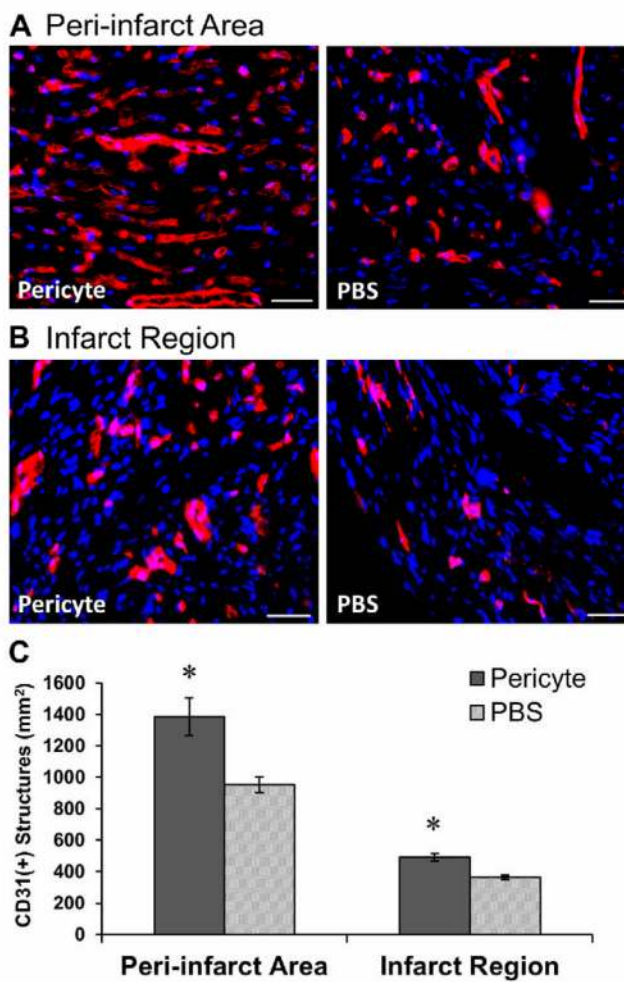 A Peri-infarct Area
Pericyte
PBS
B Infarct Region
Pericyte
PBS
C
*
*
Pericyte
PBS
CD31(+) Structures (mm²)
1600
1400
1200
1000
800
600
400
200
0
Peri-infarct Area
Infarct Region